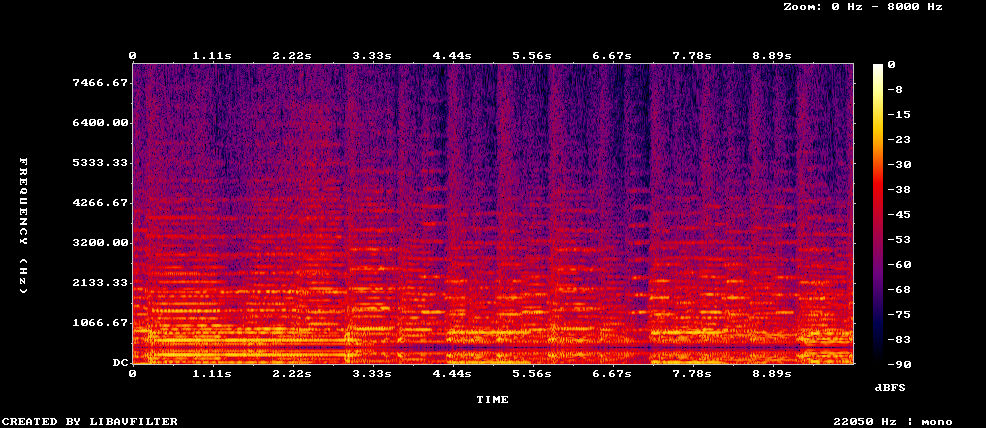 Zoom: 0 Hz - 8000 Hz
0 1.11s 2.22s 3.33s 4.44s 5.56s 6.67s 7.78s 8.89s
0
7466.67
-8
-15
6400.00
-23
5333.33
-30
-38
4266.67
-45
3200.00
-53
-60
2133.33
-68
1066.67
-75
-83
DC
-90
0 1.11s 2.22s 3.33s 4.44s 5.56s 6.67s 7.78s 8.89s
FREQUENCY (Hz)
dBFS
TIME
CREATED BY LIBAVFILTER
22050 Hz | mono